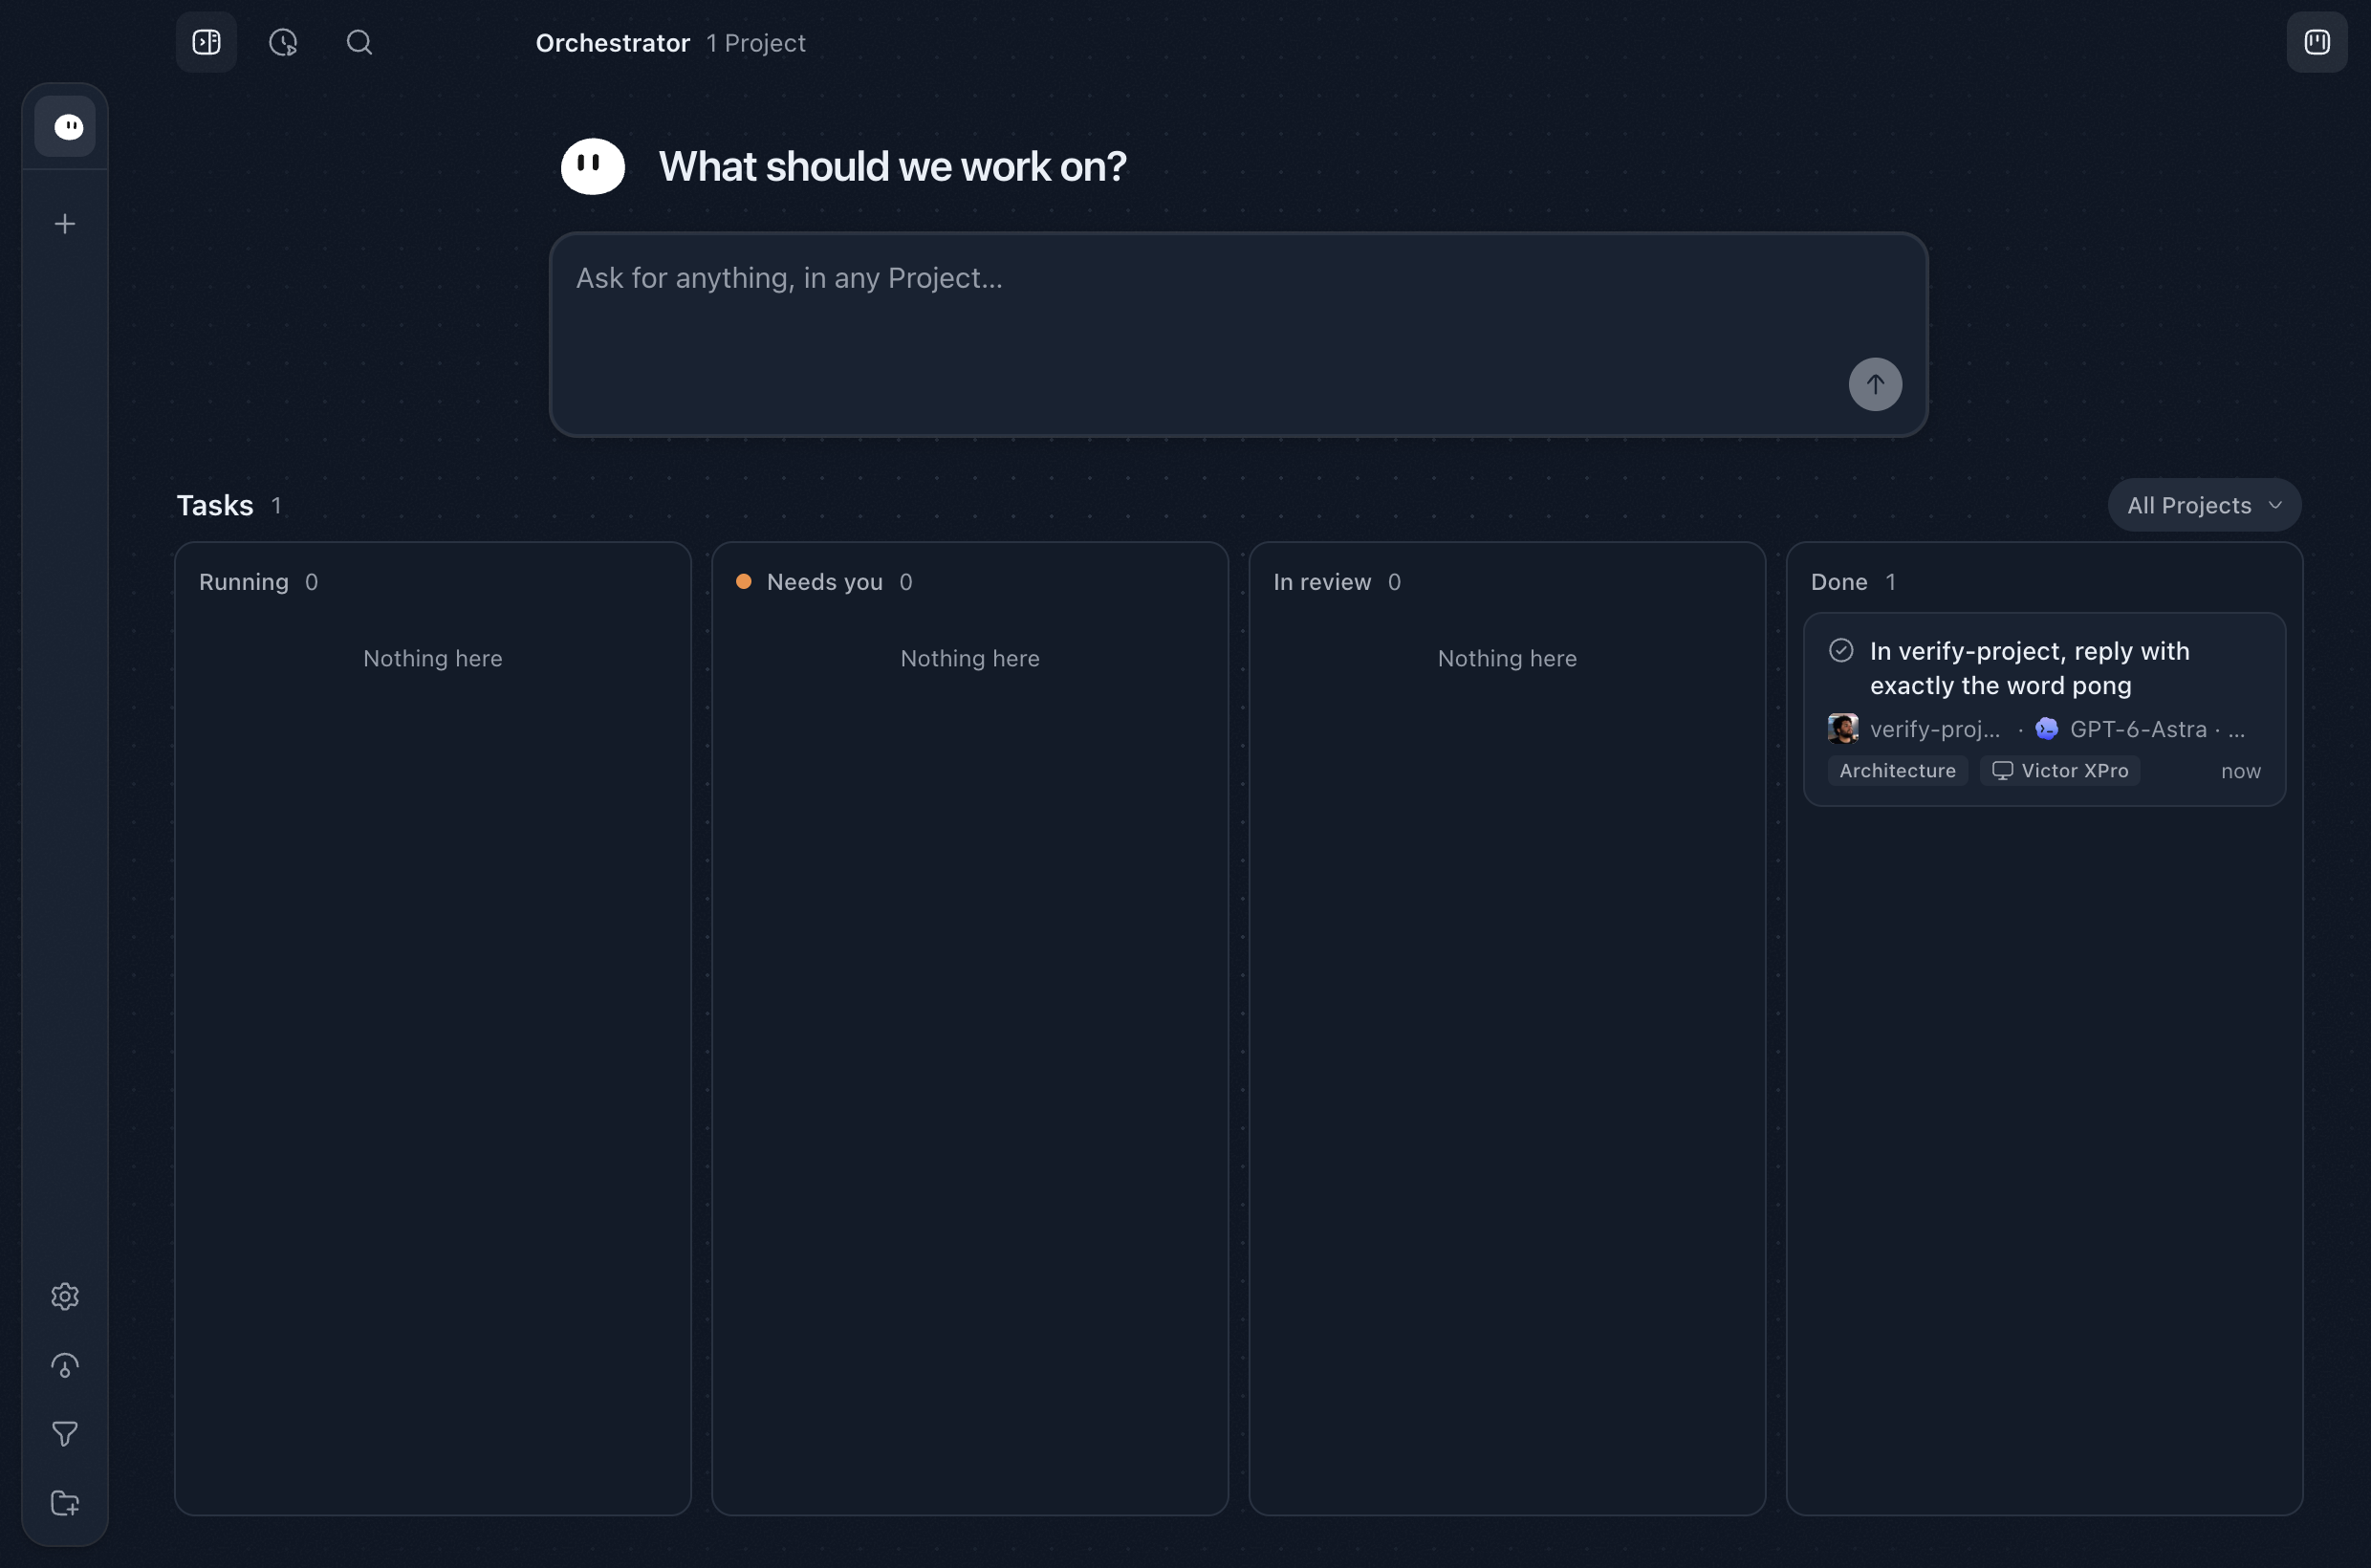 Orchestrator 1 Project
What should we work on?
Ask for anything, in any Project...
Tasks 1
All Projects
Running 0
Nothing here
Needs you 0
Nothing here
In review 0
Nothing here
Done 1
In verify-project, reply with
exactly the word pong
verify-proj... · GPT-6-Astra · ...
Architecture Victor XPro now